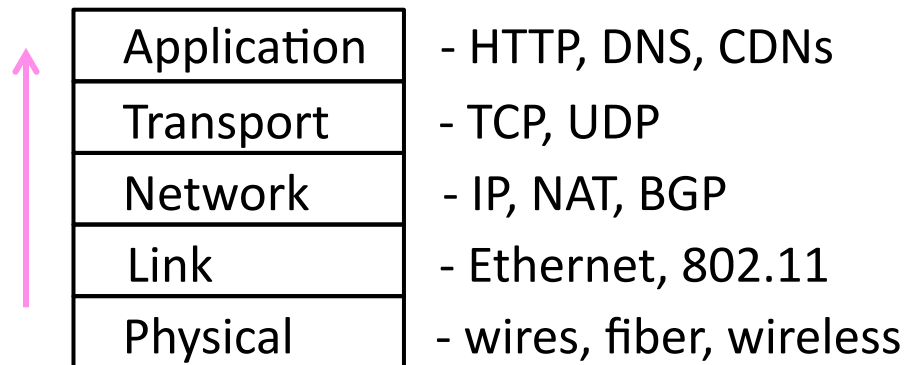 Application - HTTP, DNS, CDNs
Transport - TCP, UDP
Network - IP, NAT, BGP
Link - Ethernet, 802.11
Physical - wires, fiber, wireless